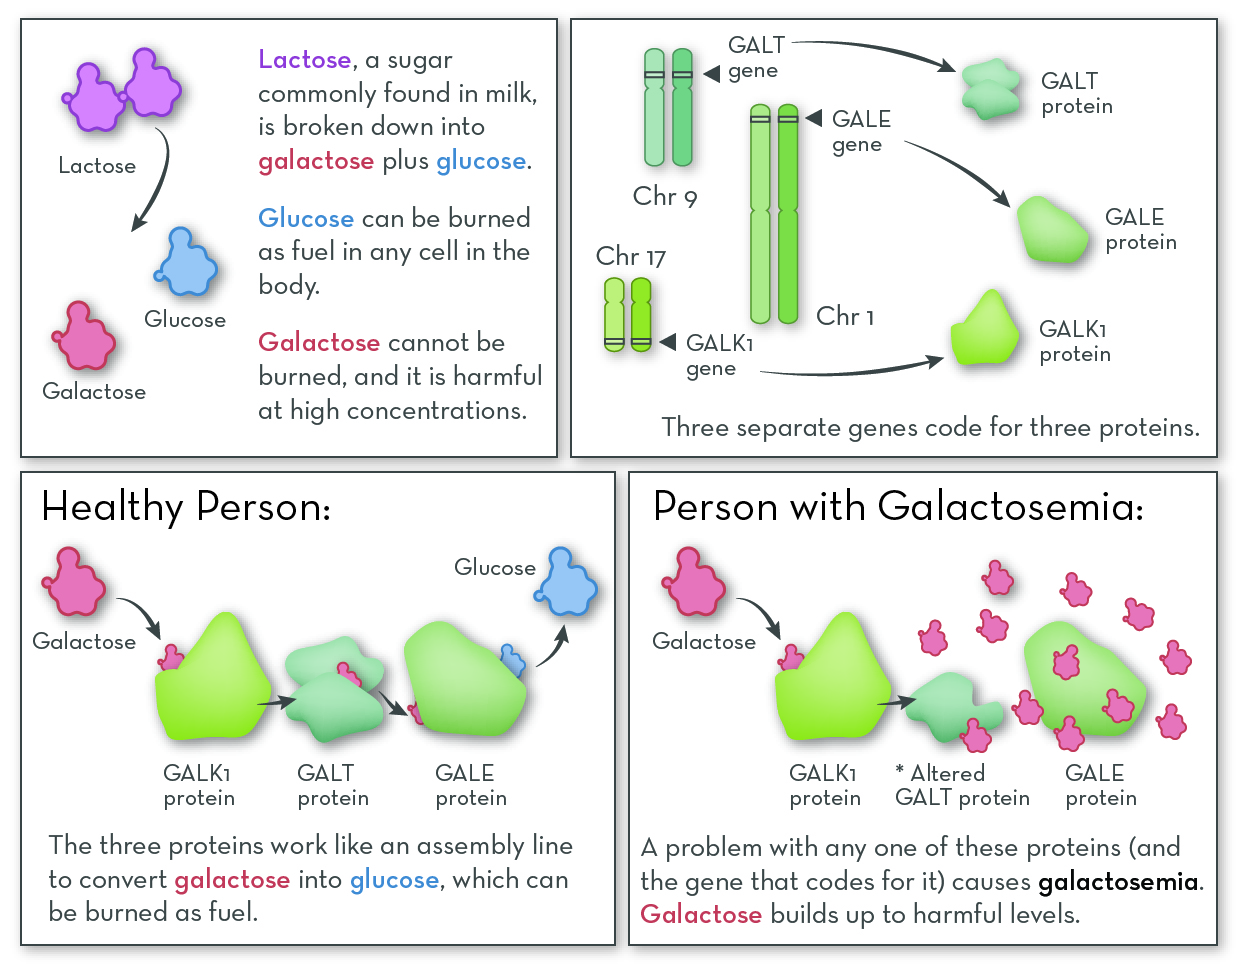 Lactose, a sugar
commonly found in milk,
is broken down into
galactose plus glucose.
Lactose
Glucose can be burned
as fuel in any cell in the
body.
Glucose
Galactose cannot be
burned, and it is harmful
at high concentrations.
Galactose
GALT
gene
GALT
protein
GALE
gene
Chr 9
GALE
protein
Chr 17
Chr 1
GALK1
gene
GALK1
protein
Three separate genes code for three proteins.
Healthy Person:
Glucose
Galactose
GALK1
protein
GALT
protein
GALE
protein
The three proteins work like an assembly line
to convert galactose into glucose, which can
be burned as fuel.
Person with Galactosemia:
Galactose
GALK1
protein
* Altered
GALT protein
GALE
protein
A problem with any one of these proteins (and
the gene that codes for it) causes galactosemia.
Galactose builds up to harmful levels.